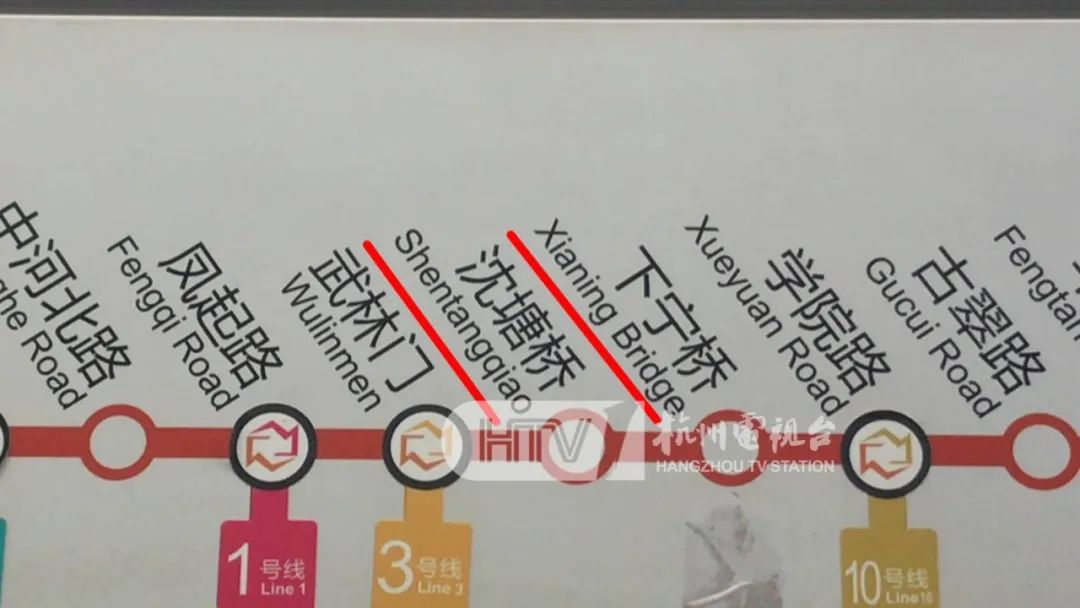 中河北路
ghe Road
凤起路
Fengqi Road
武林门
Wulinmen
沈塘桥
Shentangqiao
下宁桥
Xianing Bridge
学院路
Xueyuan Road
古翠路
Gucui Road
Fengtan
HTV
杭州电视台
HANGZHOU TV STATION
1号线
Line 1
3号线
Line 3
10号线
Line 10